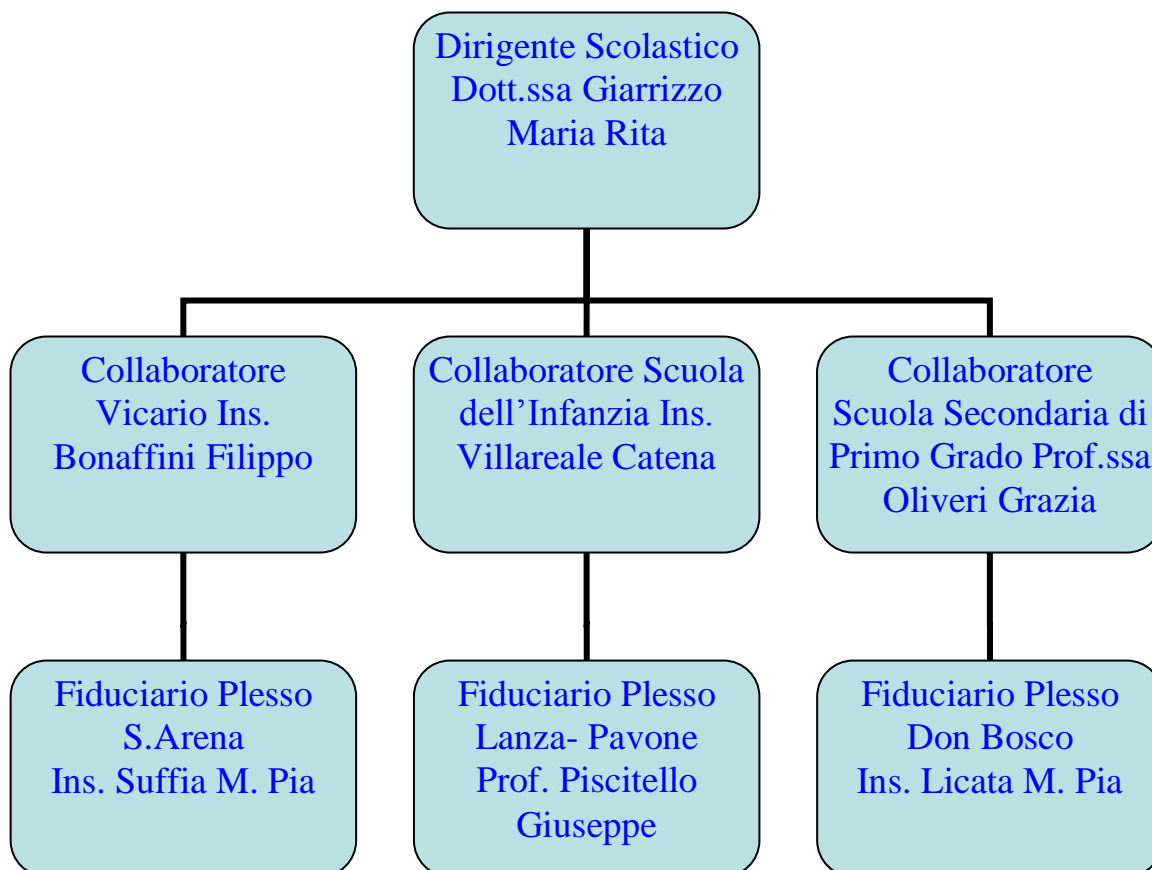 Dirigente Scolastico
Dott.ssa Giarrizzo
Maria Rita
Collaboratore
Vicario Ins.
Bonaffini Filippo
Collaboratore Scuola
dell’Infanzia Ins.
Villareale Catena
Collaboratore
Scuola Secondaria di
Primo Grado Prof.ssa
Oliveri Grazia
Fiduciario Plesso
S.Arena
Ins. Suffia M. Pia
Fiduciario Plesso
Lanza- Pavone
Prof. Piscitello
Giuseppe
Fiduciario Plesso
Don Bosco
Ins. Licata M. Pia